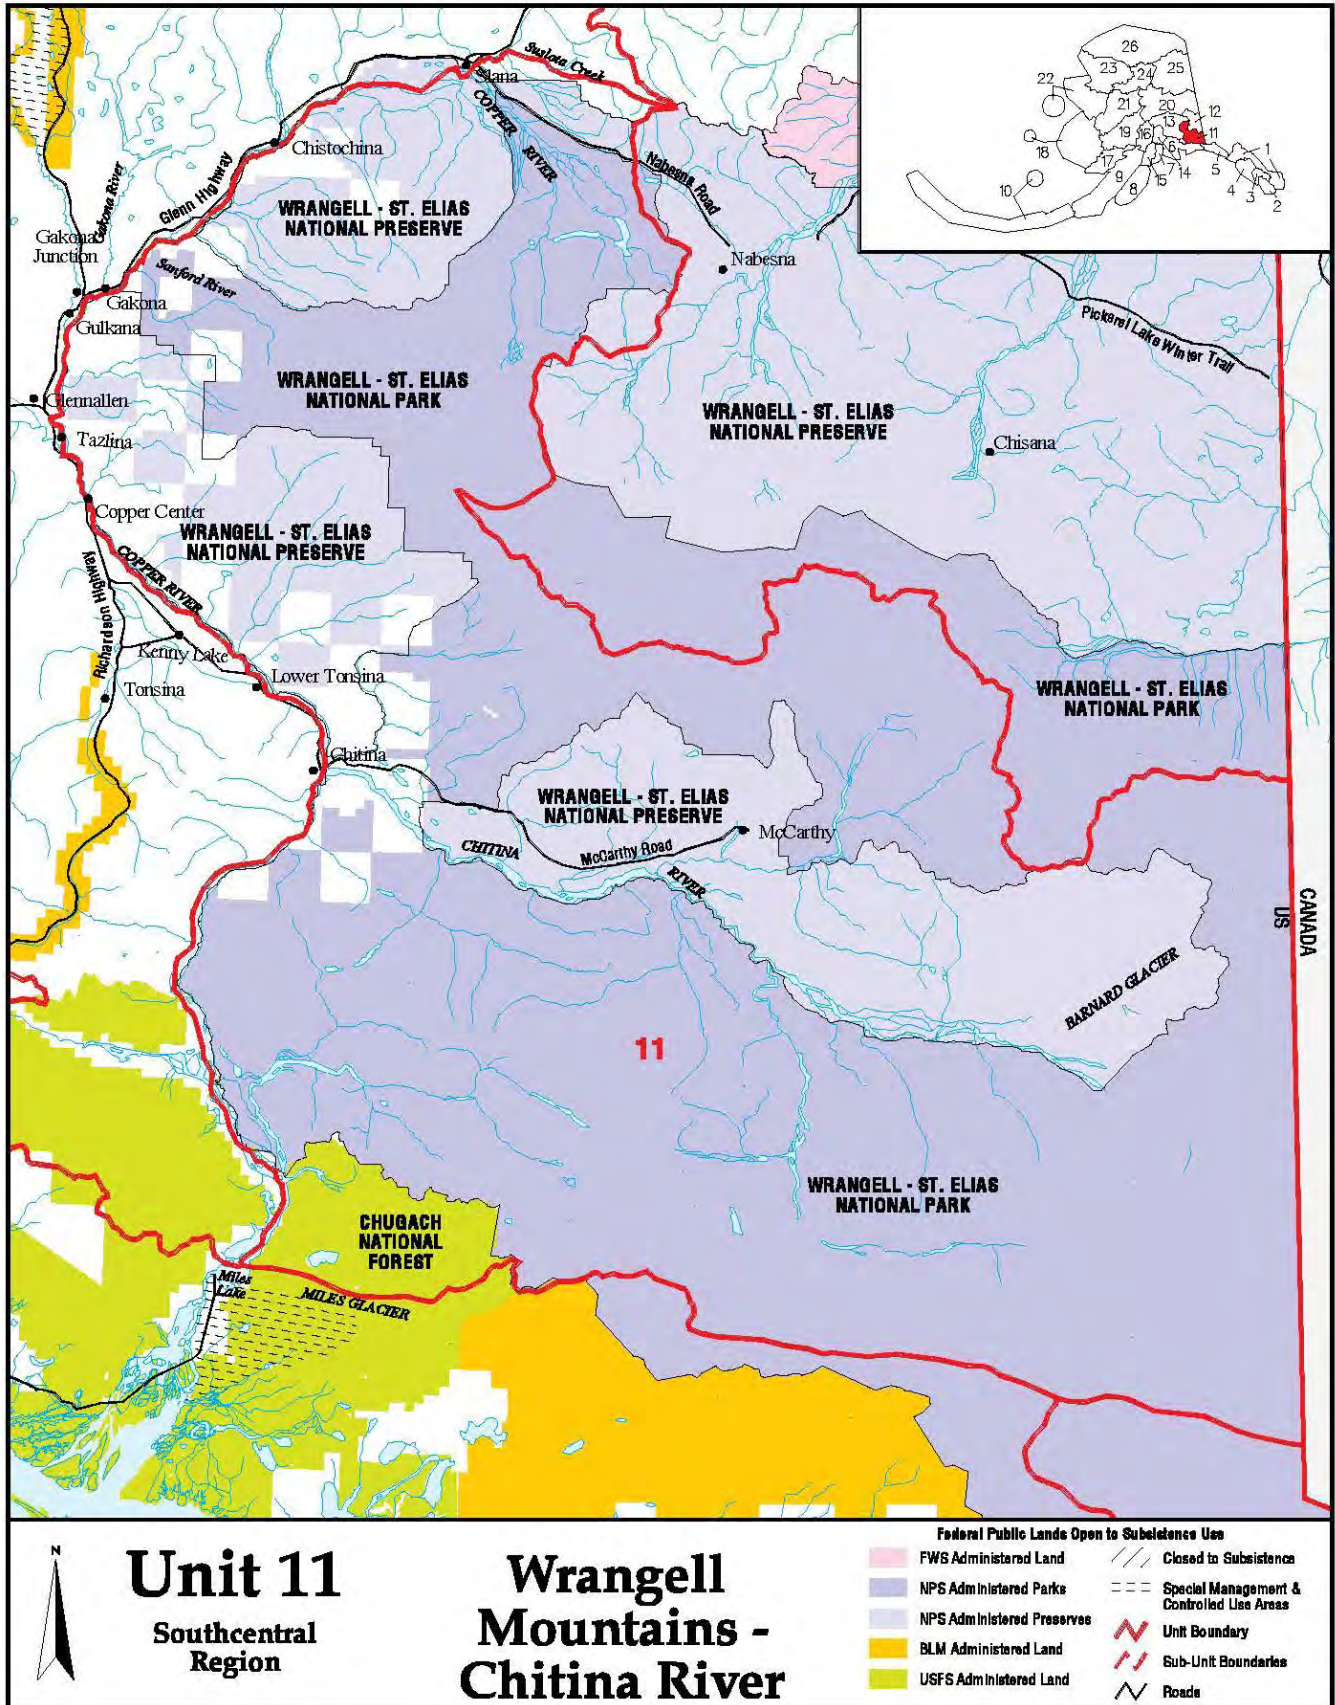 Suslota Creek
Slana
COPPER
RIVER
Chistochina
Glenn Highway
Gakona River
Nabesna Road
WRANGELL - ST. ELIAS
NATIONAL PRESERVE
Gakona
Junction
Sanford River
Nabesna
Gakona
Gulkana
Pickerel Lake Winter Trail
WRANGELL - ST. ELIAS
NATIONAL PARK
WRANGELL - ST. ELIAS
NATIONAL PRESERVE
Glennallen
Tazlina
Chisana
Copper Center
WRANGELL - ST. ELIAS
NATIONAL PRESERVE
COPPER RIVER
Richardson Highway
Kenny Lake
Lower Tonsina
Tonsina
WRANGELL - ST. ELIAS
NATIONAL PARK
Chitina
WRANGELL - ST. ELIAS
NATIONAL PRESERVE
McCarthy
CHITINA
McCarthy Road
RIVER
CANADA
US
BARNARD GLACIER
11
WRANGELL - ST. ELIAS
NATIONAL PARK
CHUGACH
NATIONAL
FOREST
Miles
Lake
MILES GLACIER
26
23
24
25
22
21
20
12
13
11
19
16
18
17
6
1
9
7
14
5
10
8
15
4
3
2
N
Unit 11
Southcentral
Region
Wrangell
Mountains -
Chitina River
Federal Public Lands Open to Subsistence Use
FWS Administered Land
NPS Administered Parks
NPS Administered Preserves
BLM Administered Land
USFS Administered Land
Closed to Subsistence
Special Management &
Controlled Use Areas
Unit Boundary
Sub-Unit Boundaries
Roads